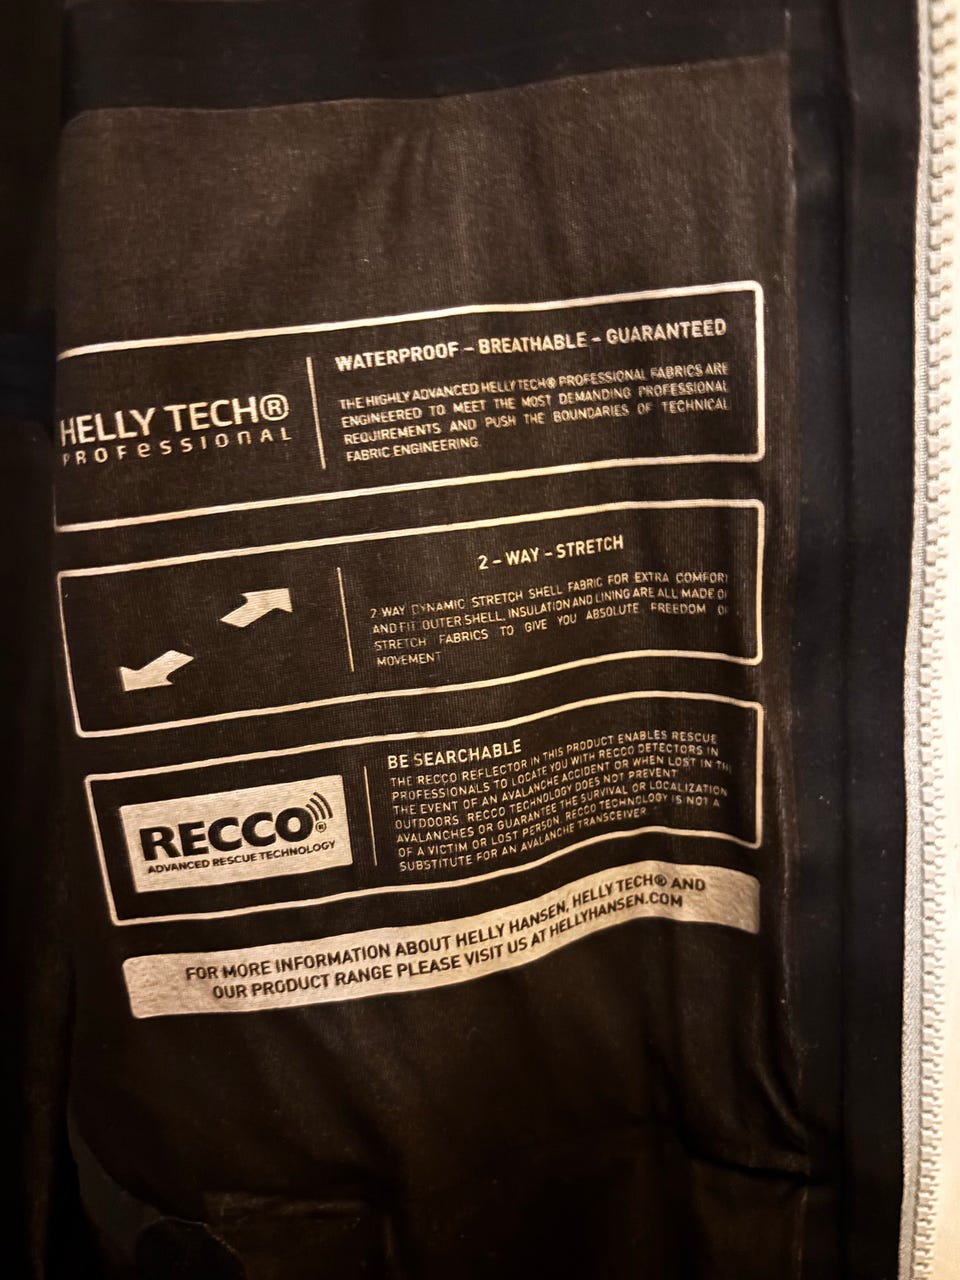 HELLY TECH®
PROFESSIONAL
WATERPROOF – BREATHABLE – GUARANTEED
THE HIGHLY ADVANCED HELLY TECH® PROFESSIONAL FABRICS ARE
ENGINEERED TO MEET THE MOST DEMANDING PROFESSIONAL
REQUIREMENTS AND PUSH THE BOUNDARIES OF TECHNICAL
FABRIC ENGINEERING.
2 – WAY – STRETCH
2-WAY DYNAMIC STRETCH SHELL FABRIC FOR EXTRA COMFORT
AND FIT. OUTER SHELL, INSULATION AND LINING ARE ALL MADE OF
STRETCH FABRICS TO GIVE YOU ABSOLUTE FREEDOM OF
MOVEMENT
RECCO®
ADVANCED RESCUE TECHNOLOGY
BE SEARCHABLE
THE RECCO REFLECTOR IN THIS PRODUCT ENABLES RESCUE
PROFESSIONALS TO LOCATE YOU WITH RECCO DETECTORS IN
THE EVENT OF AN AVALANCHE ACCIDENT OR WHEN LOST IN THE
OUTDOORS. RECCO TECHNOLOGY DOES NOT PREVENT
AVALANCHES OR GUARANTEE THE SURVIVAL OR LOCALIZATION
OF A VICTIM OR LOST PERSON. RECCO TECHNOLOGY IS NOT A
SUBSTITUTE FOR AN AVALANCHE TRANSCEIVER.
FOR MORE INFORMATION ABOUT HELLY HANSEN, HELLY TECH® AND
OUR PRODUCT RANGE PLEASE VISIT US AT HELLYHANSEN.COM